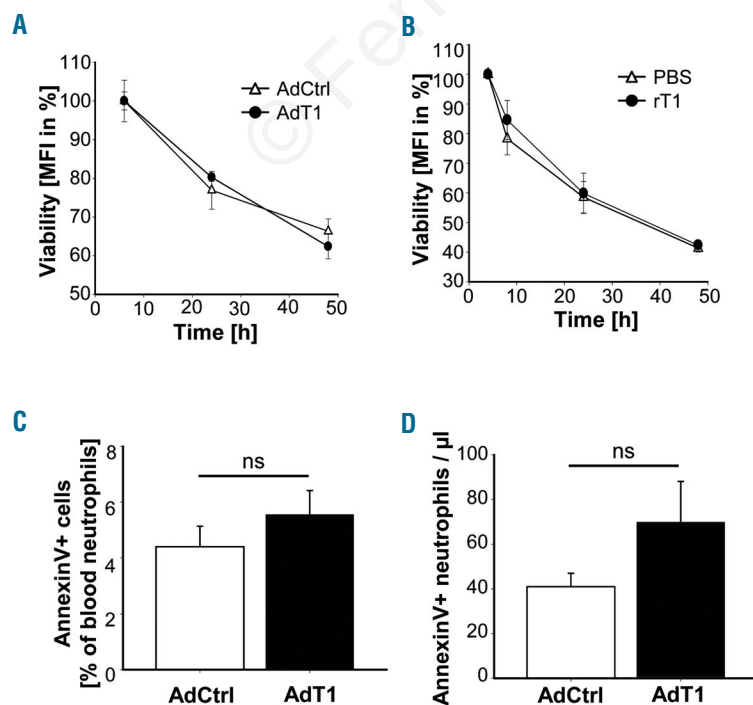 A
Viability [MFI in %]
110
100
90
80
70
60
50
0
10
20
30
40
50
Time [h]
AdCtrl
AdT1
B
Viability [MFI in %]
110
100
90
80
70
60
50
40
30
0
10
20
30
40
50
Time [h]
PBS
rT1
C
AnnexinV+ cells
[% of blood neutrophils]
8
6
4
2
0
ns
AdCtrl
AdT1
D
AnnexinV+ neutrophils / µl
100
80
60
40
20
0
ns
AdCtrl
AdT1